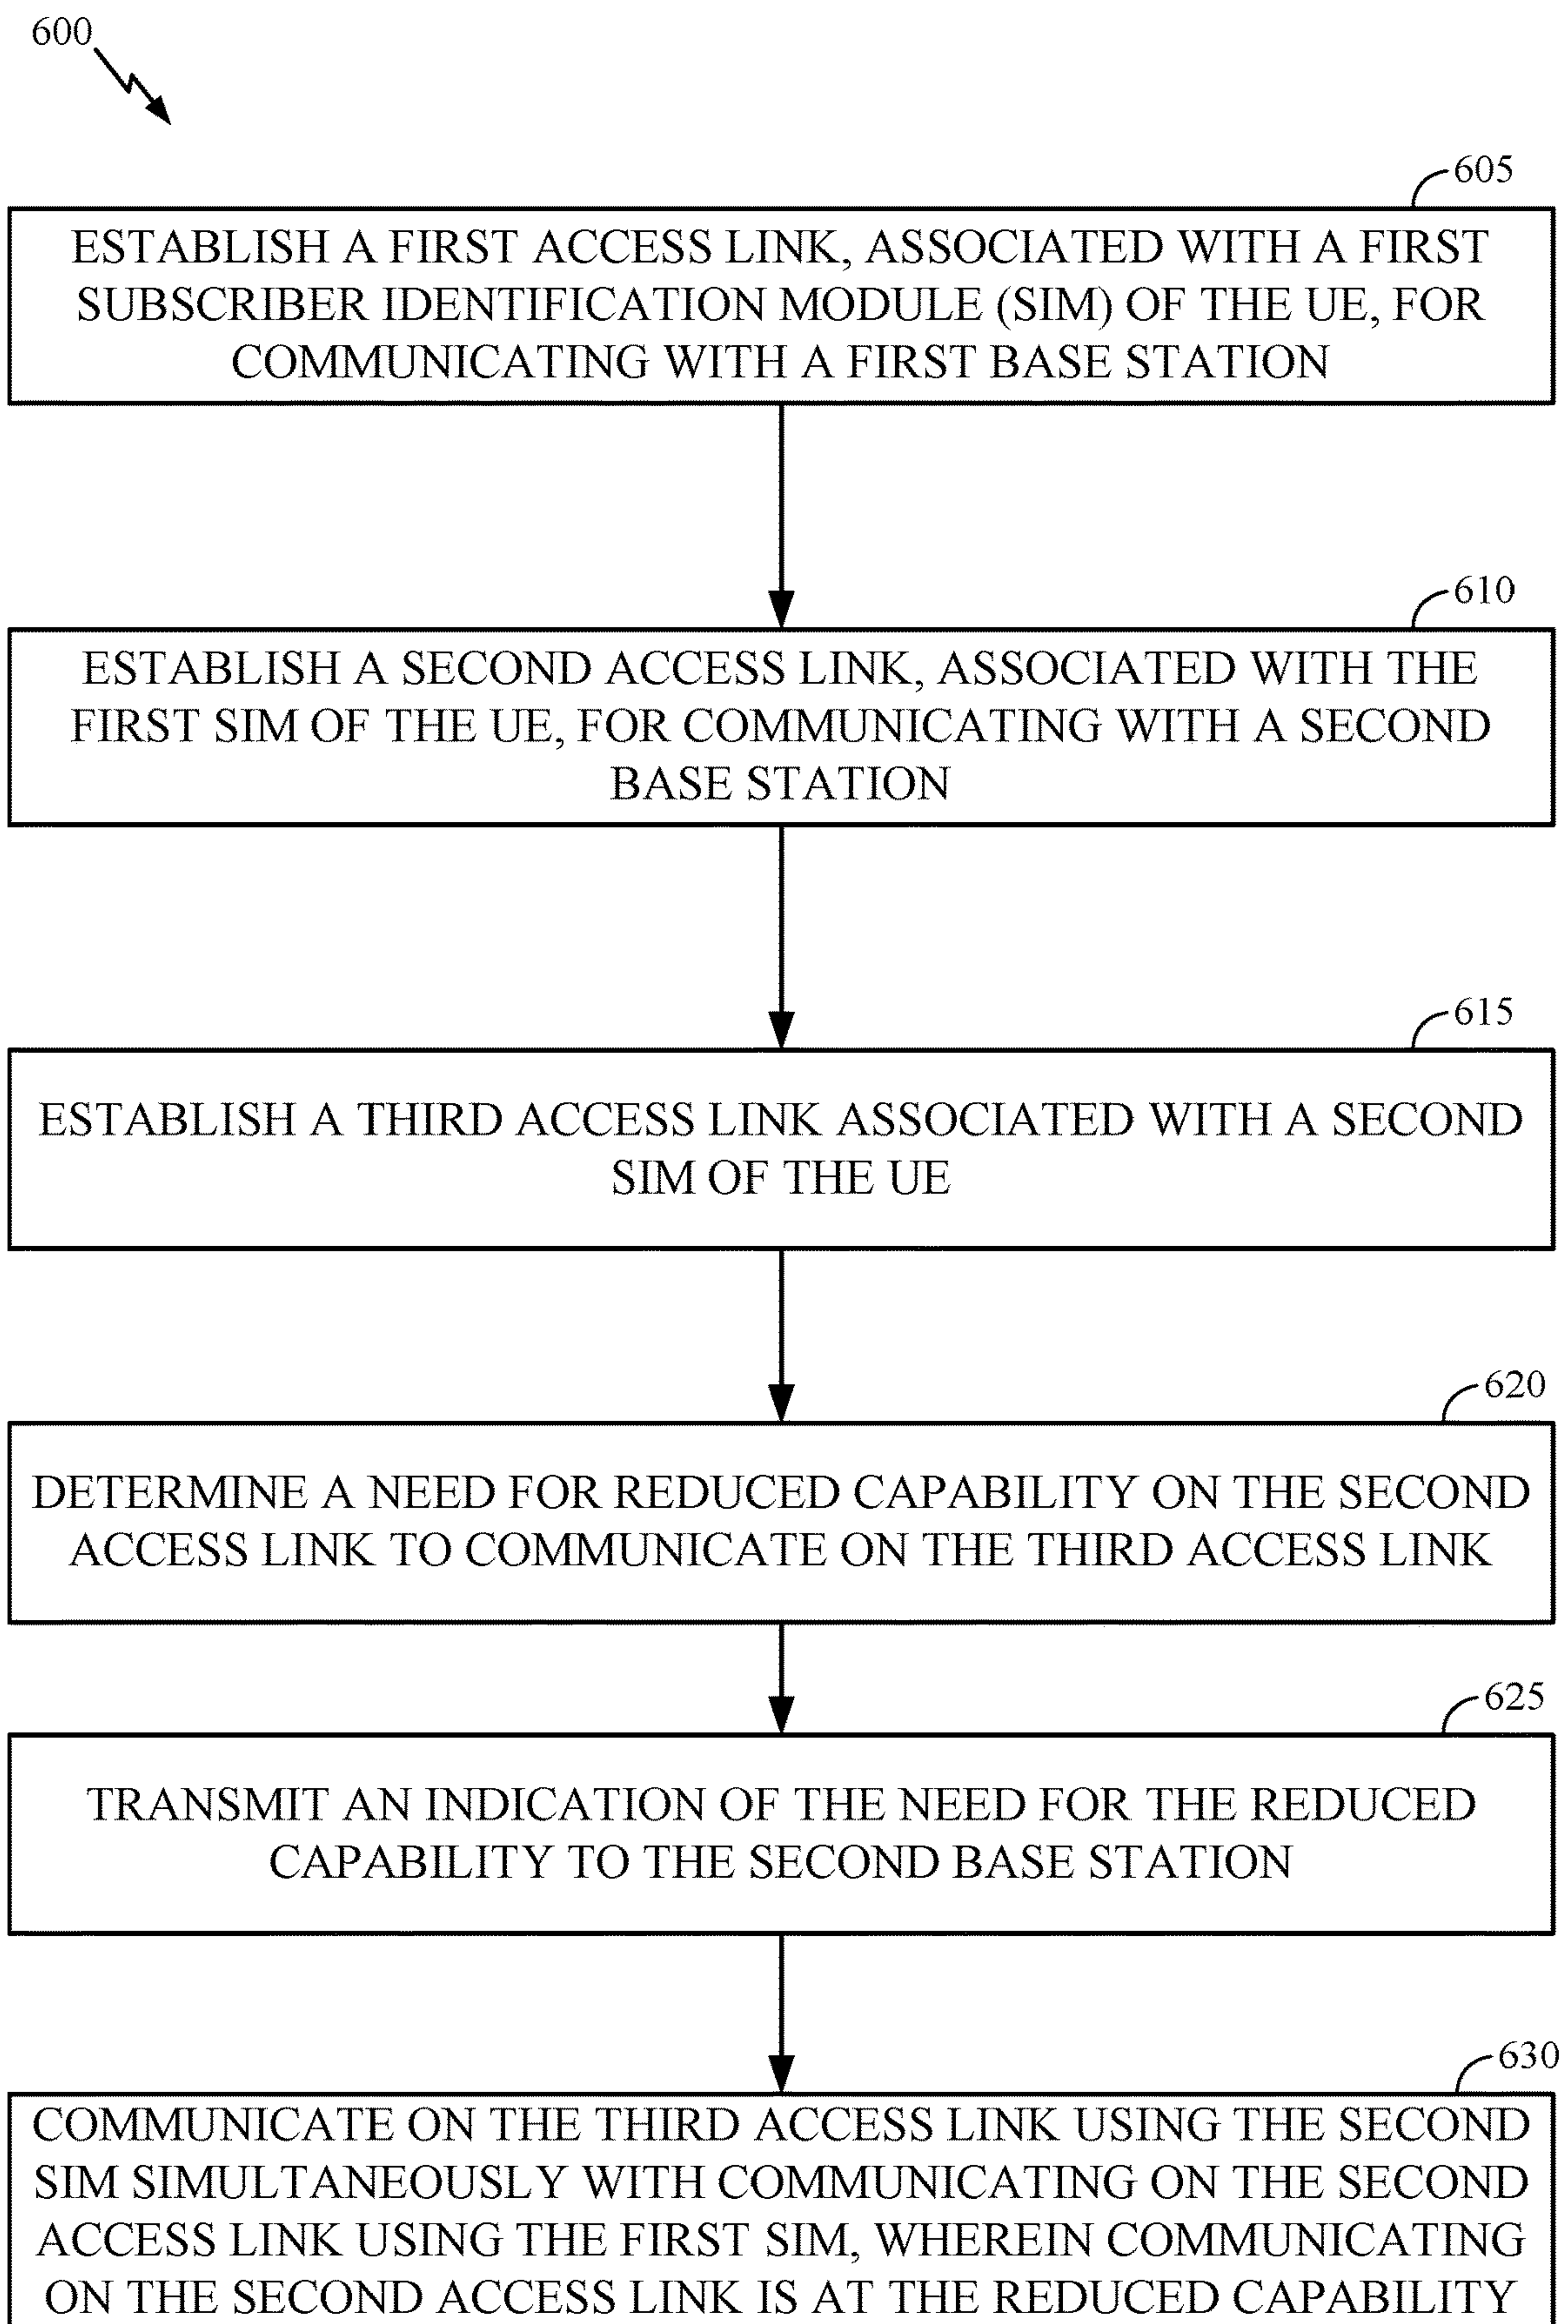 600
605
ESTABLISH A FIRST ACCESS LINK, ASSOCIATED WITH A FIRST
SUBSCRIBER IDENTIFICATION MODULE (SIM) OF THE UE, FOR
COMMUNICATING WITH A FIRST BASE STATION
610
ESTABLISH A SECOND ACCESS LINK, ASSOCIATED WITH THE
FIRST SIM OF THE UE, FOR COMMUNICATING WITH A SECOND
BASE STATION
615
ESTABLISH A THIRD ACCESS LINK ASSOCIATED WITH A SECOND
SIM OF THE UE
620
DETERMINE A NEED FOR REDUCED CAPABILITY ON THE SECOND
ACCESS LINK TO COMMUNICATE ON THE THIRD ACCESS LINK
625
TRANSMIT AN INDICATION OF THE NEED FOR THE REDUCED
CAPABILITY TO THE SECOND BASE STATION
630
COMMUNICATE ON THE THIRD ACCESS LINK USING THE SECOND
SIM SIMULTANEOUSLY WITH COMMUNICATING ON THE SECOND
ACCESS LINK USING THE FIRST SIM, WHEREIN COMMUNICATING
ON THE SECOND ACCESS LINK IS AT THE REDUCED CAPABILITY